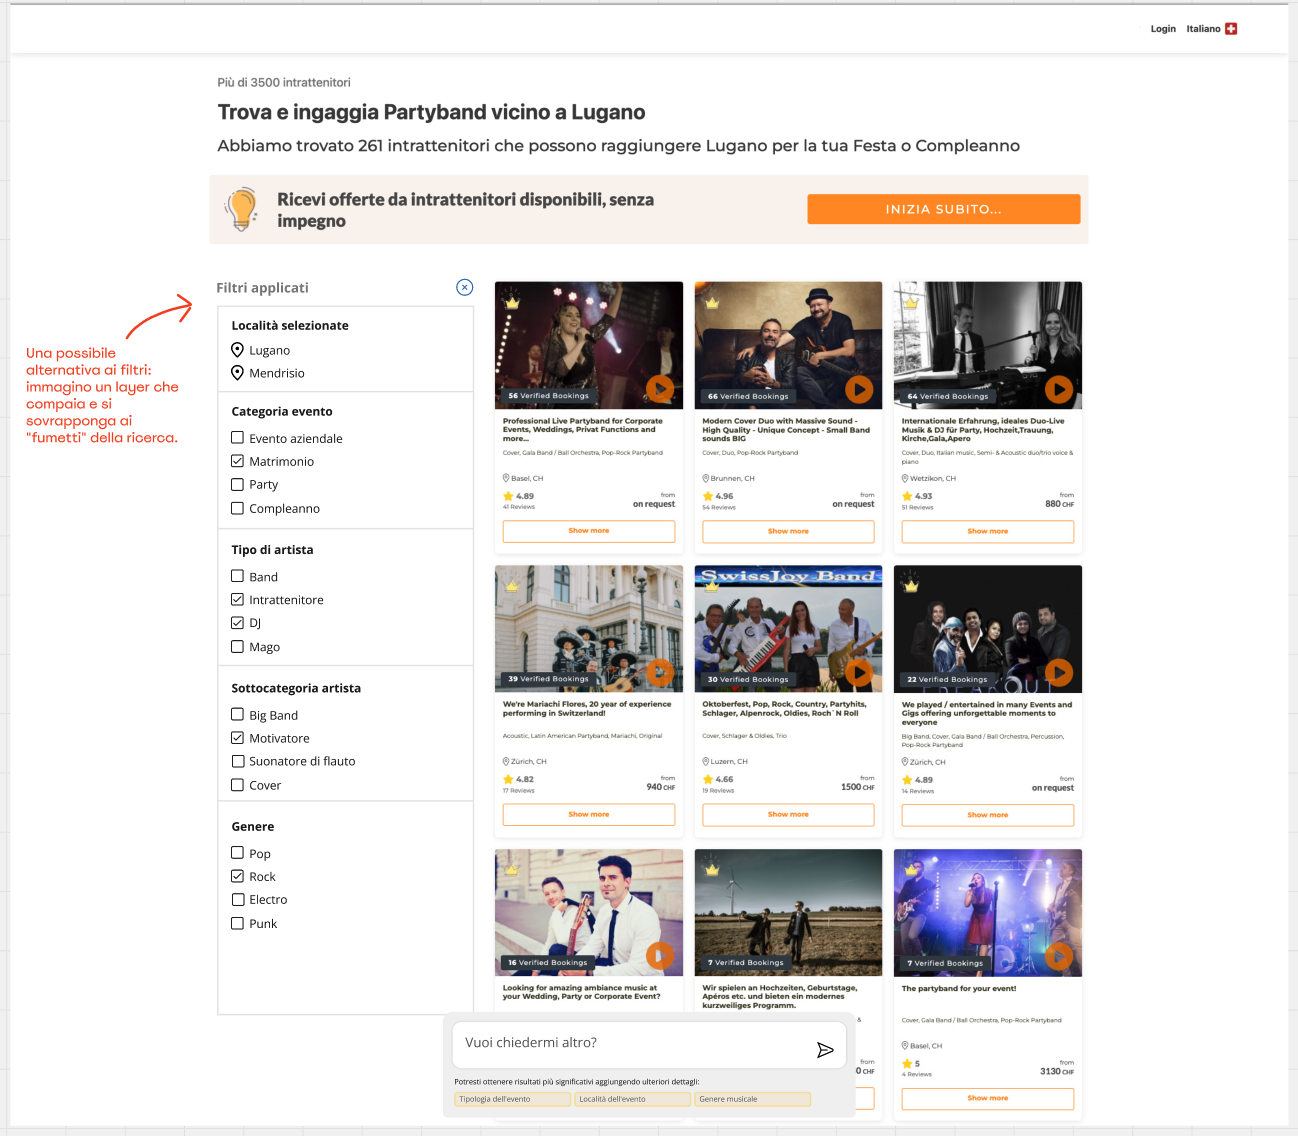 Login Italiano
Più di 3500 intrattenitori
Trova e ingaggia Partyband vicino a Lugano
Abbiamo trovato 261 intrattenitori che possono raggiungere Lugano per la tua Festa o Compleanno
Ricevi offerte da intrattenitori disponibili, senza
impegno
INIZIA SUBITO...
Una possibile
alternativa ai filtri:
immagino un layer che
compaia e si
sovrapponga ai
"fumetti" della ricerca.
Filtri applicati
Località selezionate
Lugano
Mendrisio
Categoria evento
Evento aziendale
Matrimonio
Party
Compleanno
Tipo di artista
Band
Intrattenitore
DJ
Mago
Sottocategoria artista
Big Band
Motivatore
Suonatore di flauto
Cover
Genere
Pop
Rock
Electro
Punk
56 Verified Bookings
Professional Live Partyband for Corporate
Events, Weddings, Privat Functions and
more...
Cover, Gala Band / Ball Orchestra, Pop-Rock Partyband
Basel, CH
4.89
41 Reviews
from
on request
Show more
66 Verified Bookings
Modern Cover Duo with Massive Sound -
High Quality - Unique Concept - Small Band
sounds BIG
Cover, Duo, Pop-Rock Partyband
Brunnen, CH
4.96
54 Reviews
from
on request
Show more
64 Verified Bookings
Internationale Erfahrung, ideales Duo-Live
Musik & DJ für Party, Hochzeit,Trauung,
Kirche,Gala,Apero
Cover, Duo, Italian music, Semi- & Acoustic duo/trio voice &
piano
Wetzikon, CH
4.93
51 Reviews
from
880 CHF
Show more
39 Verified Bookings
We're Mariachi Flores, 20 year of experience
performing in Switzerland!
Acoustic, Latin American Partyband, Mariachi, Original
Zürich, CH
4.82
17 Reviews
from
940 CHF
Show more
SwissJoy Band
30 Verified Bookings
Oktoberfest, Pop, Rock, Country, Partyhits,
Schlager, Alpenrock, Oldies, Roch`N Roll
Cover, Schlager & Oldies, Trio
Luzern, CH
4.66
19 Reviews
from
1500 CHF
Show more
22 Verified Bookings
BREAKOUT
We played / entertained in many Events and
Gigs offering unforgettable moments to
everyone
Big Band, Cover, Gala Band / Ball Orchestra, Percussion,
Pop-Rock Partyband
Zürich, CH
4.89
14 Reviews
from
on request
Show more
16 Verified Bookings
Looking for amazing ambiance music at
your Wedding, Party or Corporate Event?
7 Verified Bookings
Wir spielen an Hochzeiten, Geburtstage,
Apéros etc. und bieten ein modernes
kurzweiliges Programm.
&
from
0 CHF
7 Verified Bookings
The partyband for your event!
Cover, Gala Band / Ball Orchestra, Pop-Rock Partyband
Basel, CH
5
4 Reviews
from
3130 CHF
Show more
Vuoi chiedermi altro?
Potresti ottenere risultati più significativi aggiungendo ulteriori dettagli:
Tipologia dell'evento
Località dell'evento
Genere musicale